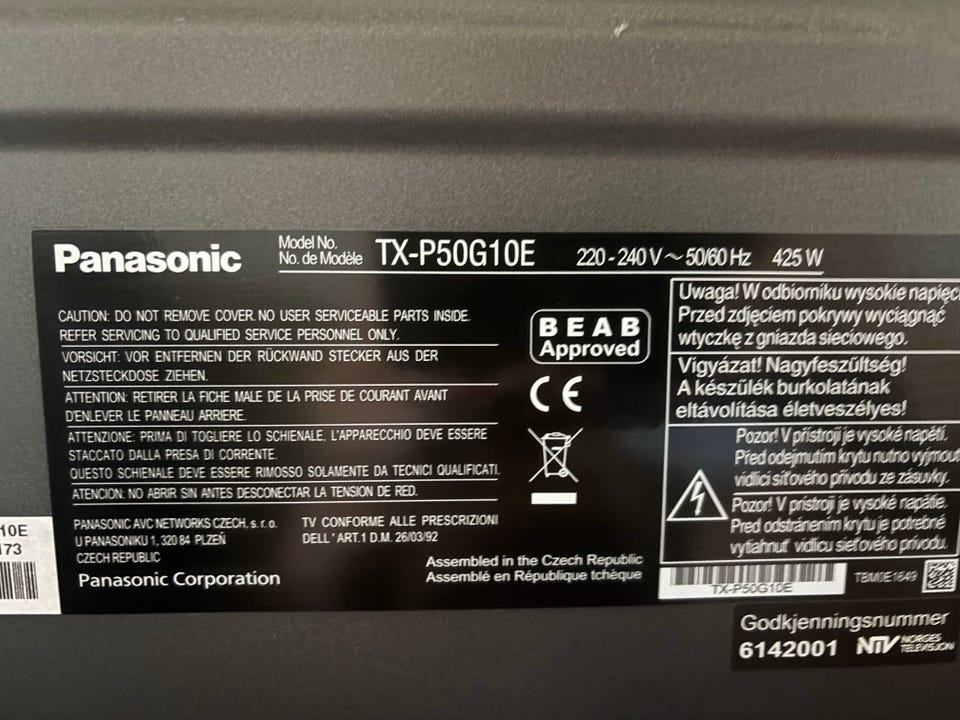 Panasonic
Model No.
No. de Modèle
TX-P50G10E
220 - 240 V ~ 50/60 Hz 425 W
CAUTION: DO NOT REMOVE COVER. NO USER SERVICEABLE PARTS INSIDE.
REFER SERVICING TO QUALIFIED SERVICE PERSONNEL ONLY.
VORSICHT: VOR ENTFERNEN DER RÜCKWAND STECKER AUS DER
NETZSTECKDOSE ZIEHEN.
ATTENTION: RETIRER LA FICHE MALE DE LA PRISE DE COURANT AVANT
D'ENLEVER LE PANNEAU ARRIERE.
ATTENZIONE: PRIMA DI TOGLIERE LO SCHIENALE, L'APPARECCHIO DEVE ESSERE
STACCATO DALLA PRESA DI CORRENTE.
QUESTO SCHIENALE DEVE ESSERE RIMOSSO SOLAMENTE DA TECNICI QUALIFICATI.
ATENCION: NO ABRIR SIN ANTES DESCONECTAR LA TENSION DE RED.
PANASONIC AVC NETWORKS CZECH, s. r. o.
U PANASONIKU 1, 320 84 PLZEŇ
CZECH REPUBLIC
TV CONFORME ALLE PRESCRIZIONI
DELL' ART.1 D.M. 26/03/92
Panasonic Corporation
Assembled in the Czech Republic
Assemblé en République tchèque
BEAB
Approved
CE
Uwaga! W odbiorniku wysokie napięci
Przed zdjęciem pokrywy wyciągnąć
wtyczkę z gniazda sieciowego.
Vigyázat! Nagyfeszültség!
A készülék burkolatának
eltávolítása életveszélyes!
Pozor! V přístroji je vysoké napětí.
Před odejmutím krytu nutno vyjmout
vidlici síťového přívodu ze zásuvky.
Pozor! V prístroji je vysoké napätie.
Pred odstránením krytu je potrebné
vytiahnuť vidlicu sieťového prívodu.
TX-P50G10E
TBM0E1649
10E
173
Godkjenningsnummer
6142001 NTV NORGES
TELEVISJON